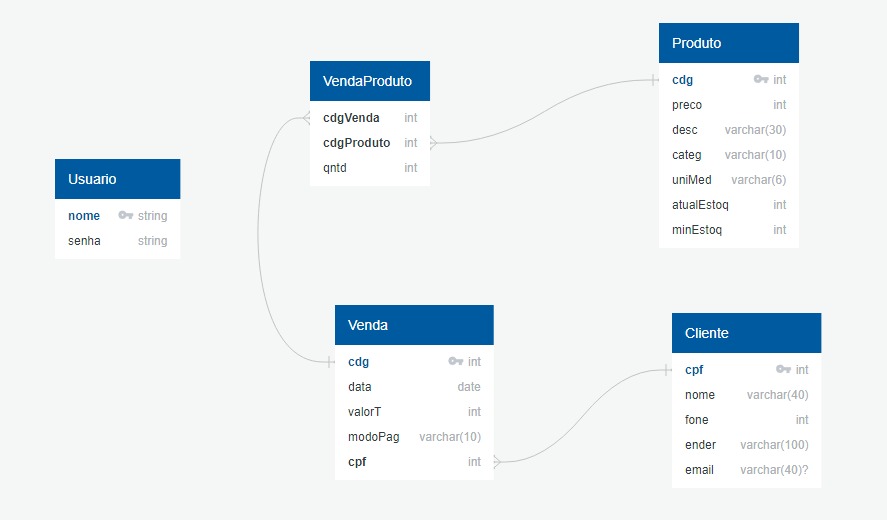 Usuario
nome string
senha string
VendaProduto
cdgVenda int
cdgProduto int
qntd int
Produto
cdg int
preco int
desc varchar(30)
categ varchar(10)
uniMed varchar(6)
atualEstoq int
minEstoq int
Venda
cdg int
data date
valorT int
modoPag varchar(10)
cpf int
Cliente
cpf int
nome varchar(40)
fone int
ender varchar(100)
email varchar(40)?